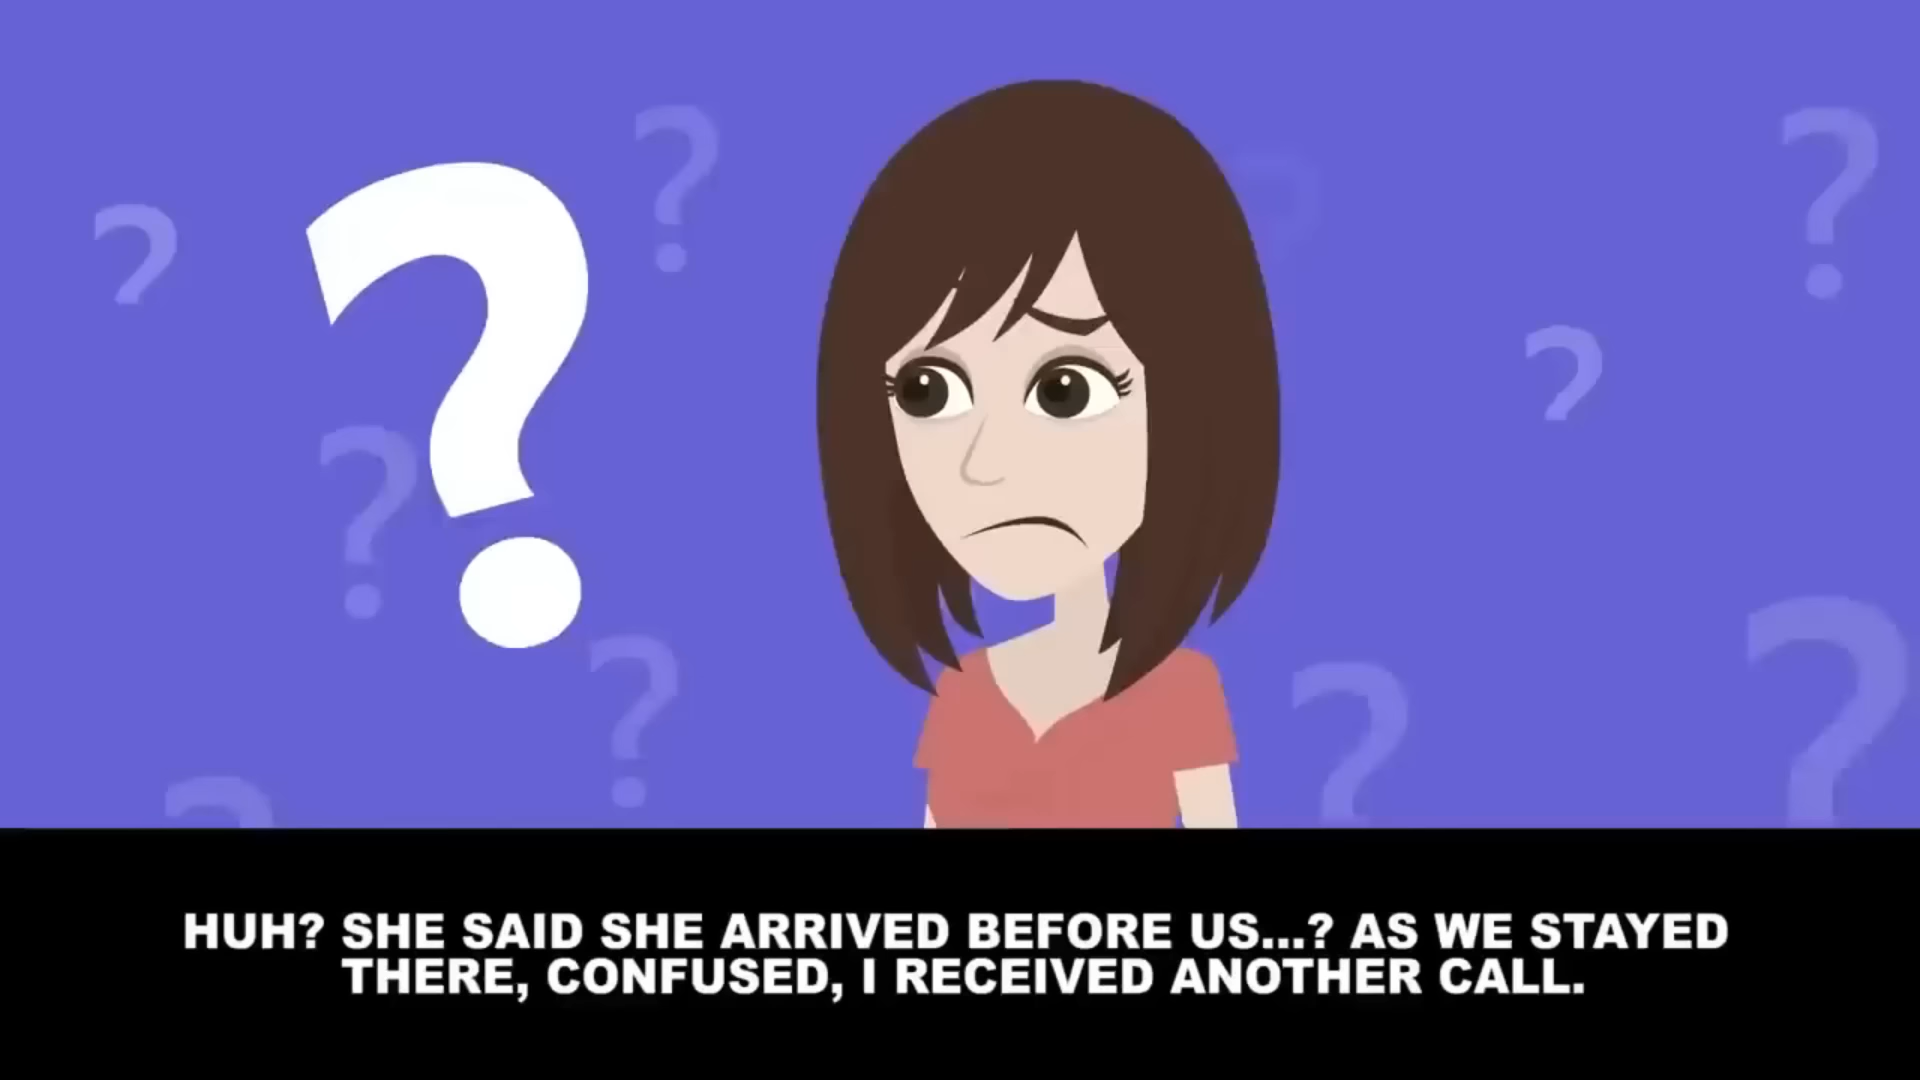 ?
HUH? SHE SAID SHE ARRIVED BEFORE US...? AS WE STAYED
THERE, CONFUSED, I RECEIVED ANOTHER CALL.